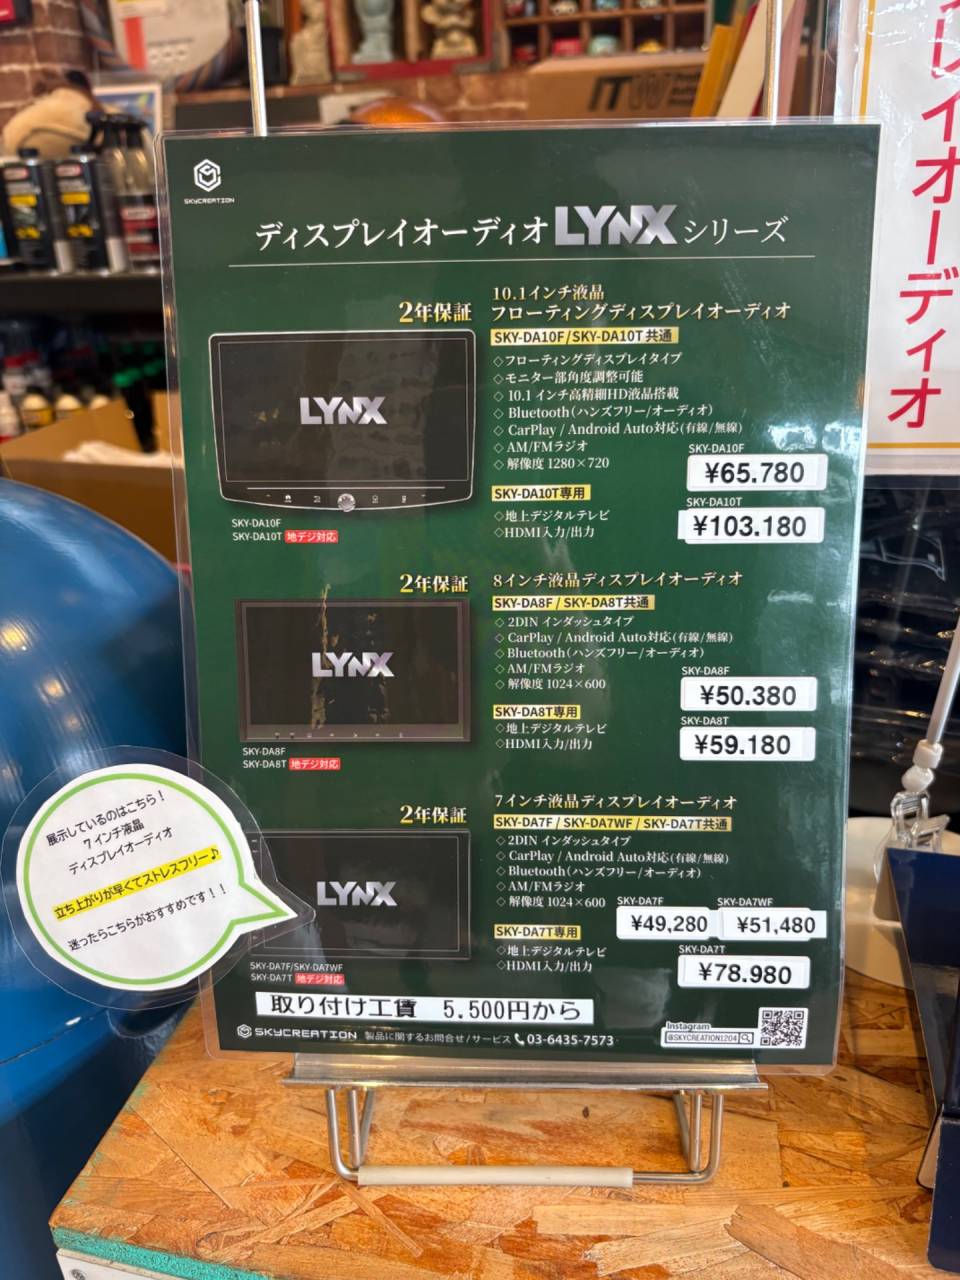 SKYCREATION
ディスプレイオーディオ LYNX シリーズ
2年保証
10.1インチ液晶
フローティングディスプレイオーディオ
SKY-DA10F/SKY-DA10T共通
◇フローティングディスプレイタイプ
◇モニター部角度調整可能
◇10.1インチ高精細HD液晶搭載
◇Bluetooth(ハンズフリー/オーディオ)
◇CarPlay / Android Auto対応(有線/無線)
◇AM/FMラジオ
◇解像度 1280×720
SKY-DA10F
¥65.780
SKY-DA10T専用
◇地上デジタルテレビ
◇HDMI入力/出力
SKY-DA10T
¥103.180
LYNX
SKY-DA10F
SKY-DA10T 地デジ対応
2年保証
8インチ液晶ディスプレイオーディオ
SKY-DA8F / SKY-DA8T共通
◇2DIN インダッシュタイプ
◇CarPlay / Android Auto対応(有線/無線)
◇Bluetooth(ハンズフリー/オーディオ)
◇AM/FMラジオ
◇解像度 1024×600
SKY-DA8F
¥50.380
SKY-DA8T専用
◇地上デジタルテレビ
◇HDMI入力/出力
SKY-DA8T
¥59.180
LYNX
SKY-DA8F
SKY-DA8T 地デジ対応
2年保証
7インチ液晶ディスプレイオーディオ
SKY-DA7F / SKY-DA7WF / SKY-DA7T共通
◇2DIN インダッシュタイプ
◇CarPlay / Android Auto対応(有線/無線)
◇Bluetooth(ハンズフリー/オーディオ)
◇AM/FMラジオ
◇解像度 1024×600
SKY-DA7F
¥49,280
SKY-DA7WF
¥51,480
SKY-DA7T専用
◇地上デジタルテレビ
◇HDMI入力/出力
SKY-DA7T
¥78.980
LYNX
SKY-DA7F/SKY-DA7WF
SKY-DA7T 地デジ対応
展示しているのはこちら！
7インチ液晶
ディスプレイオーディオ
立ち上がりが早くてストレスフリー♪
迷ったらこちらがおすすめです！！
取り付け工賃 5.500円から
SKYCREATION 製品に関するお問合せ/サービス 03-6435-7573
Instagram
@SKYCREATION1204
レイオーディオ
ITW